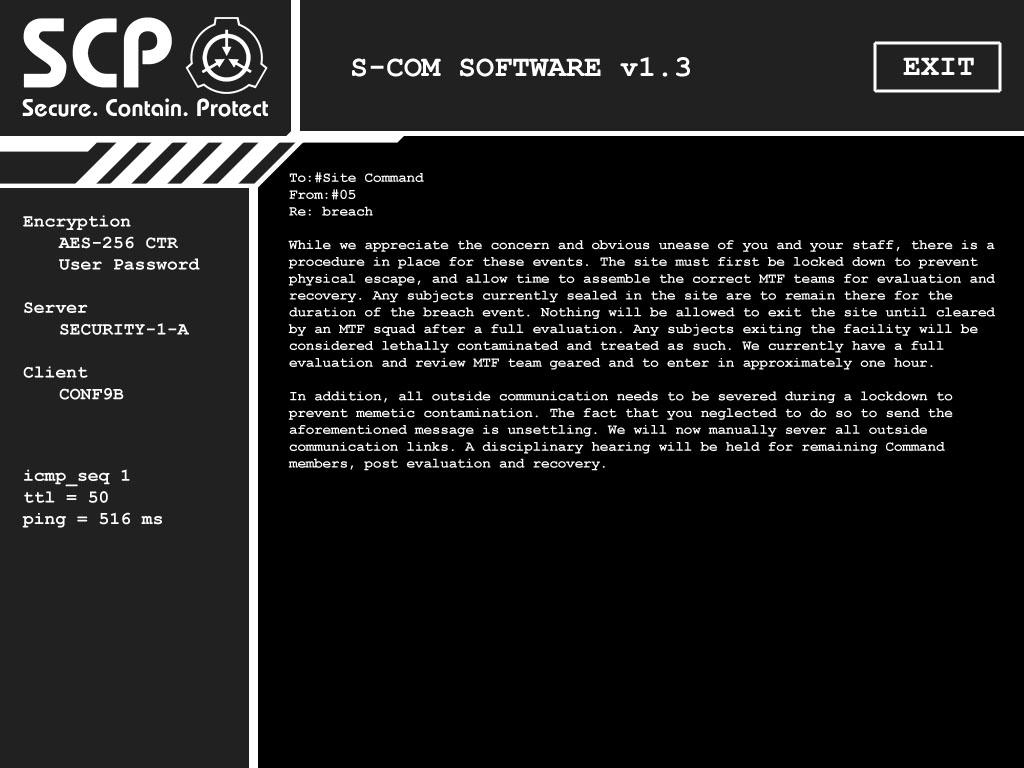 SCP
Secure. Contain. Protect
S-COM SOFTWARE v1.3
EXIT
Encryption
AES-256 CTR
User Password
Server
SECURITY-1-A
Client
CONF9B
icmp_seq 1
ttl = 50
ping = 516 ms
To:#Site Command
From:#05
Re: breach
While we appreciate the concern and obvious unease of you and your staff, there is a
procedure in place for these events. The site must first be locked down to prevent
physical escape, and allow time to assemble the correct MTF teams for evaluation and
recovery. Any subjects currently sealed in the site are to remain there for the
duration of the breach event. Nothing will be allowed to exit the site until cleared
by an MTF squad after a full evaluation. Any subjects exiting the facility will be
considered lethally contaminated and treated as such. We currently have a full
evaluation and review MTF team geared and to enter in approximately one hour.
In addition, all outside communication needs to be severed during a lockdown to
prevent memetic contamination. The fact that you neglected to do so to send the
aforementioned message is unsettling. We will now manually sever all outside
communication links. A disciplinary hearing will be held for remaining Command
members, post evaluation and recovery.